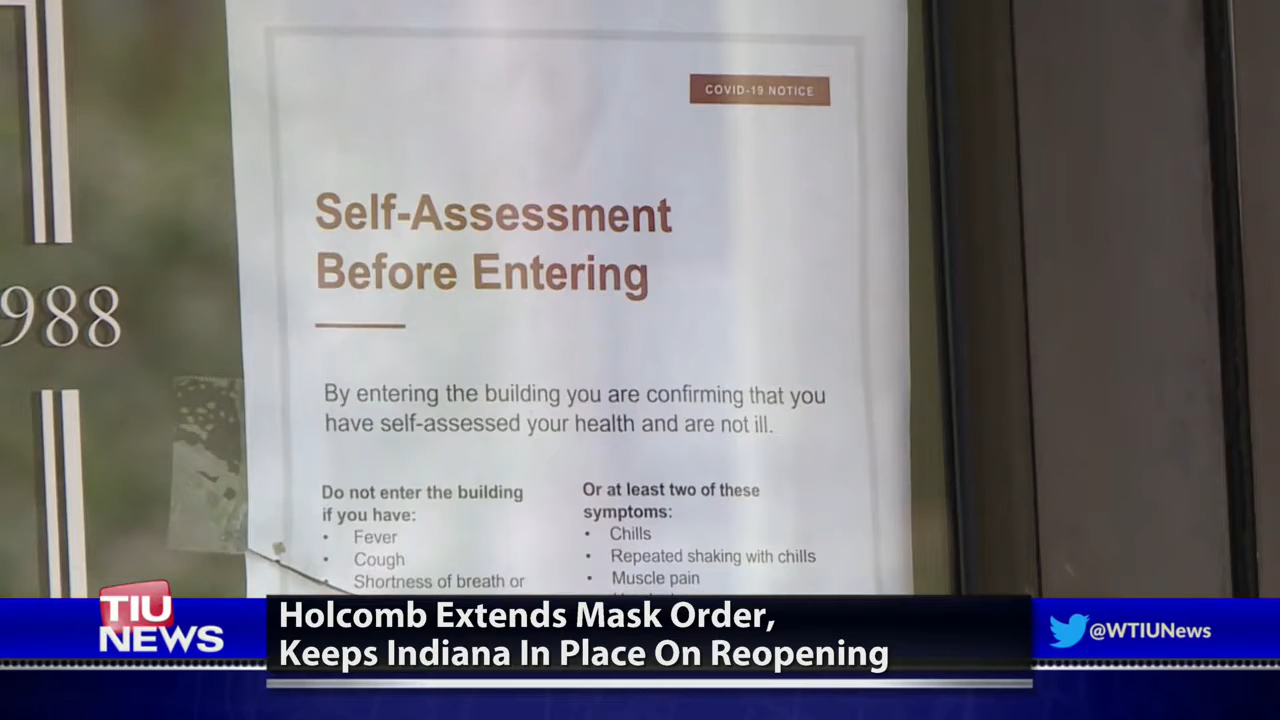 COVID-19 NOTICE
Self-Assessment
Before Entering
988
By entering the building you are confirming that you
have self-assessed your health and are not ill.
Do not enter the building
if you have:
• Fever
• Cough
• Shortness of breath or
Or at least two of these
symptoms:
• Chills
• Repeated shaking with chills
• Muscle pain
TIU
NEWS
Holcomb Extends Mask Order,
Keeps Indiana In Place On Reopening
@WTIUNews